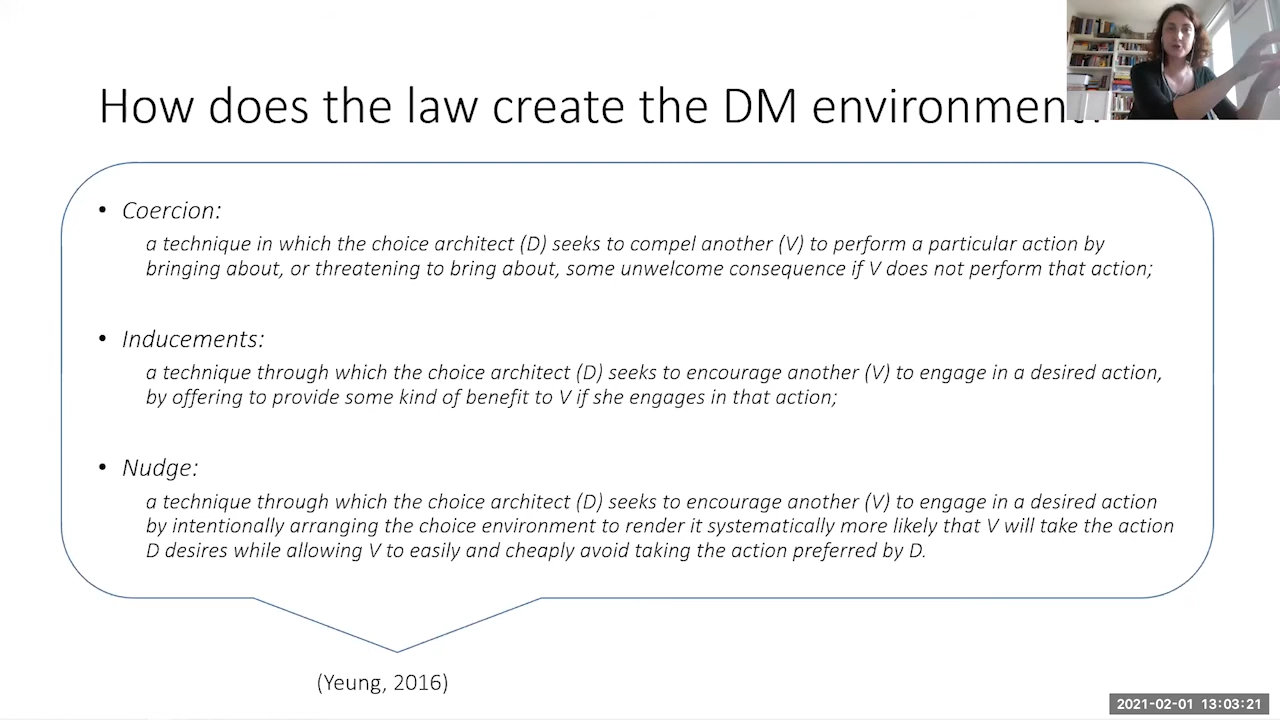 How does the law create the DM environment
• Coercion:
a technique in which the choice architect (D) seeks to compel another (V) to perform a particular action by
bringing about, or threatening to bring about, some unwelcome consequence if V does not perform that action;
• Inducements:
a technique through which the choice architect (D) seeks to encourage another (V) to engage in a desired action,
by offering to provide some kind of benefit to V if she engages in that action;
• Nudge:
a technique through which the choice architect (D) seeks to encourage another (V) to engage in a desired action
by intentionally arranging the choice environment to render it systematically more likely that V will take the action
D desires while allowing V to easily and cheaply avoid taking the action preferred by D.
(Yeung, 2016)
2021-02-01 13:03:21